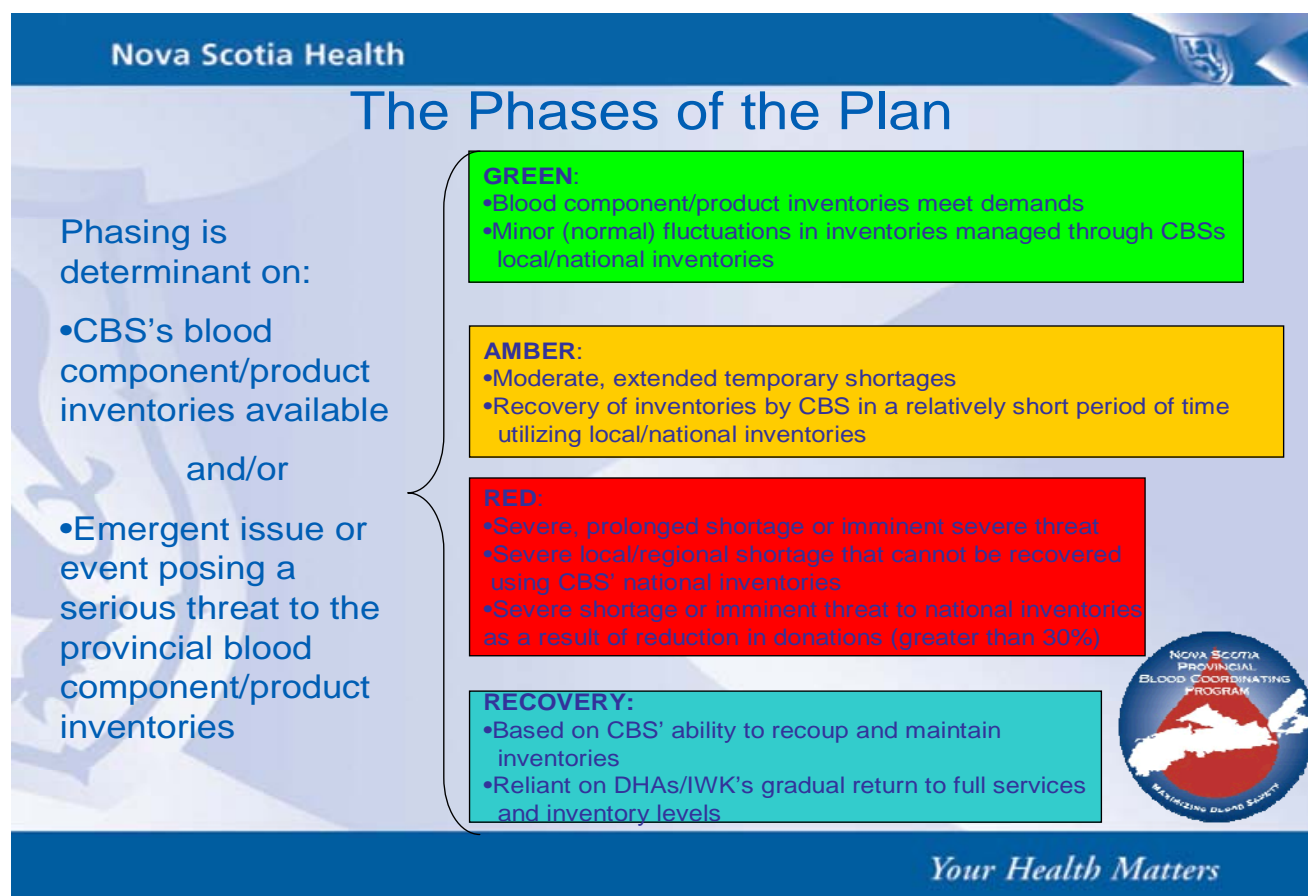 Nova Scotia Health
The Phases of the Plan
Phasing is
determinant on:
•CBS’s blood
component/product
inventories available
and/or
•Emergent issue or
event posing a
serious threat to the
provincial blood
component/product
inventories
GREEN:
•Blood component/product inventories meet demands
•Minor (normal) fluctuations in inventories managed through CBSs
local/national inventories
AMBER:
•Moderate, extended temporary shortages
•Recovery of inventories by CBS in a relatively short period of time
utilizing local/national inventories
RED:
•Severe, prolonged shortage or imminent severe threat
•Severe local/regional shortage that cannot be recovered
using CBS’ national inventories
•Severe shortage or imminent threat to national inventories
as a result of reduction in donations (greater than 30%)
RECOVERY:
•Based on CBS’ ability to recoup and maintain
inventories
•Reliant on DHAs/IWK’s gradual return to full services
and inventory levels
NOVA SCOTIA
PROVINCIAL
BLOOD COORDINATING
PROGRAM
MAXIMIZING BLOOD SAFETY
Your Health Matters